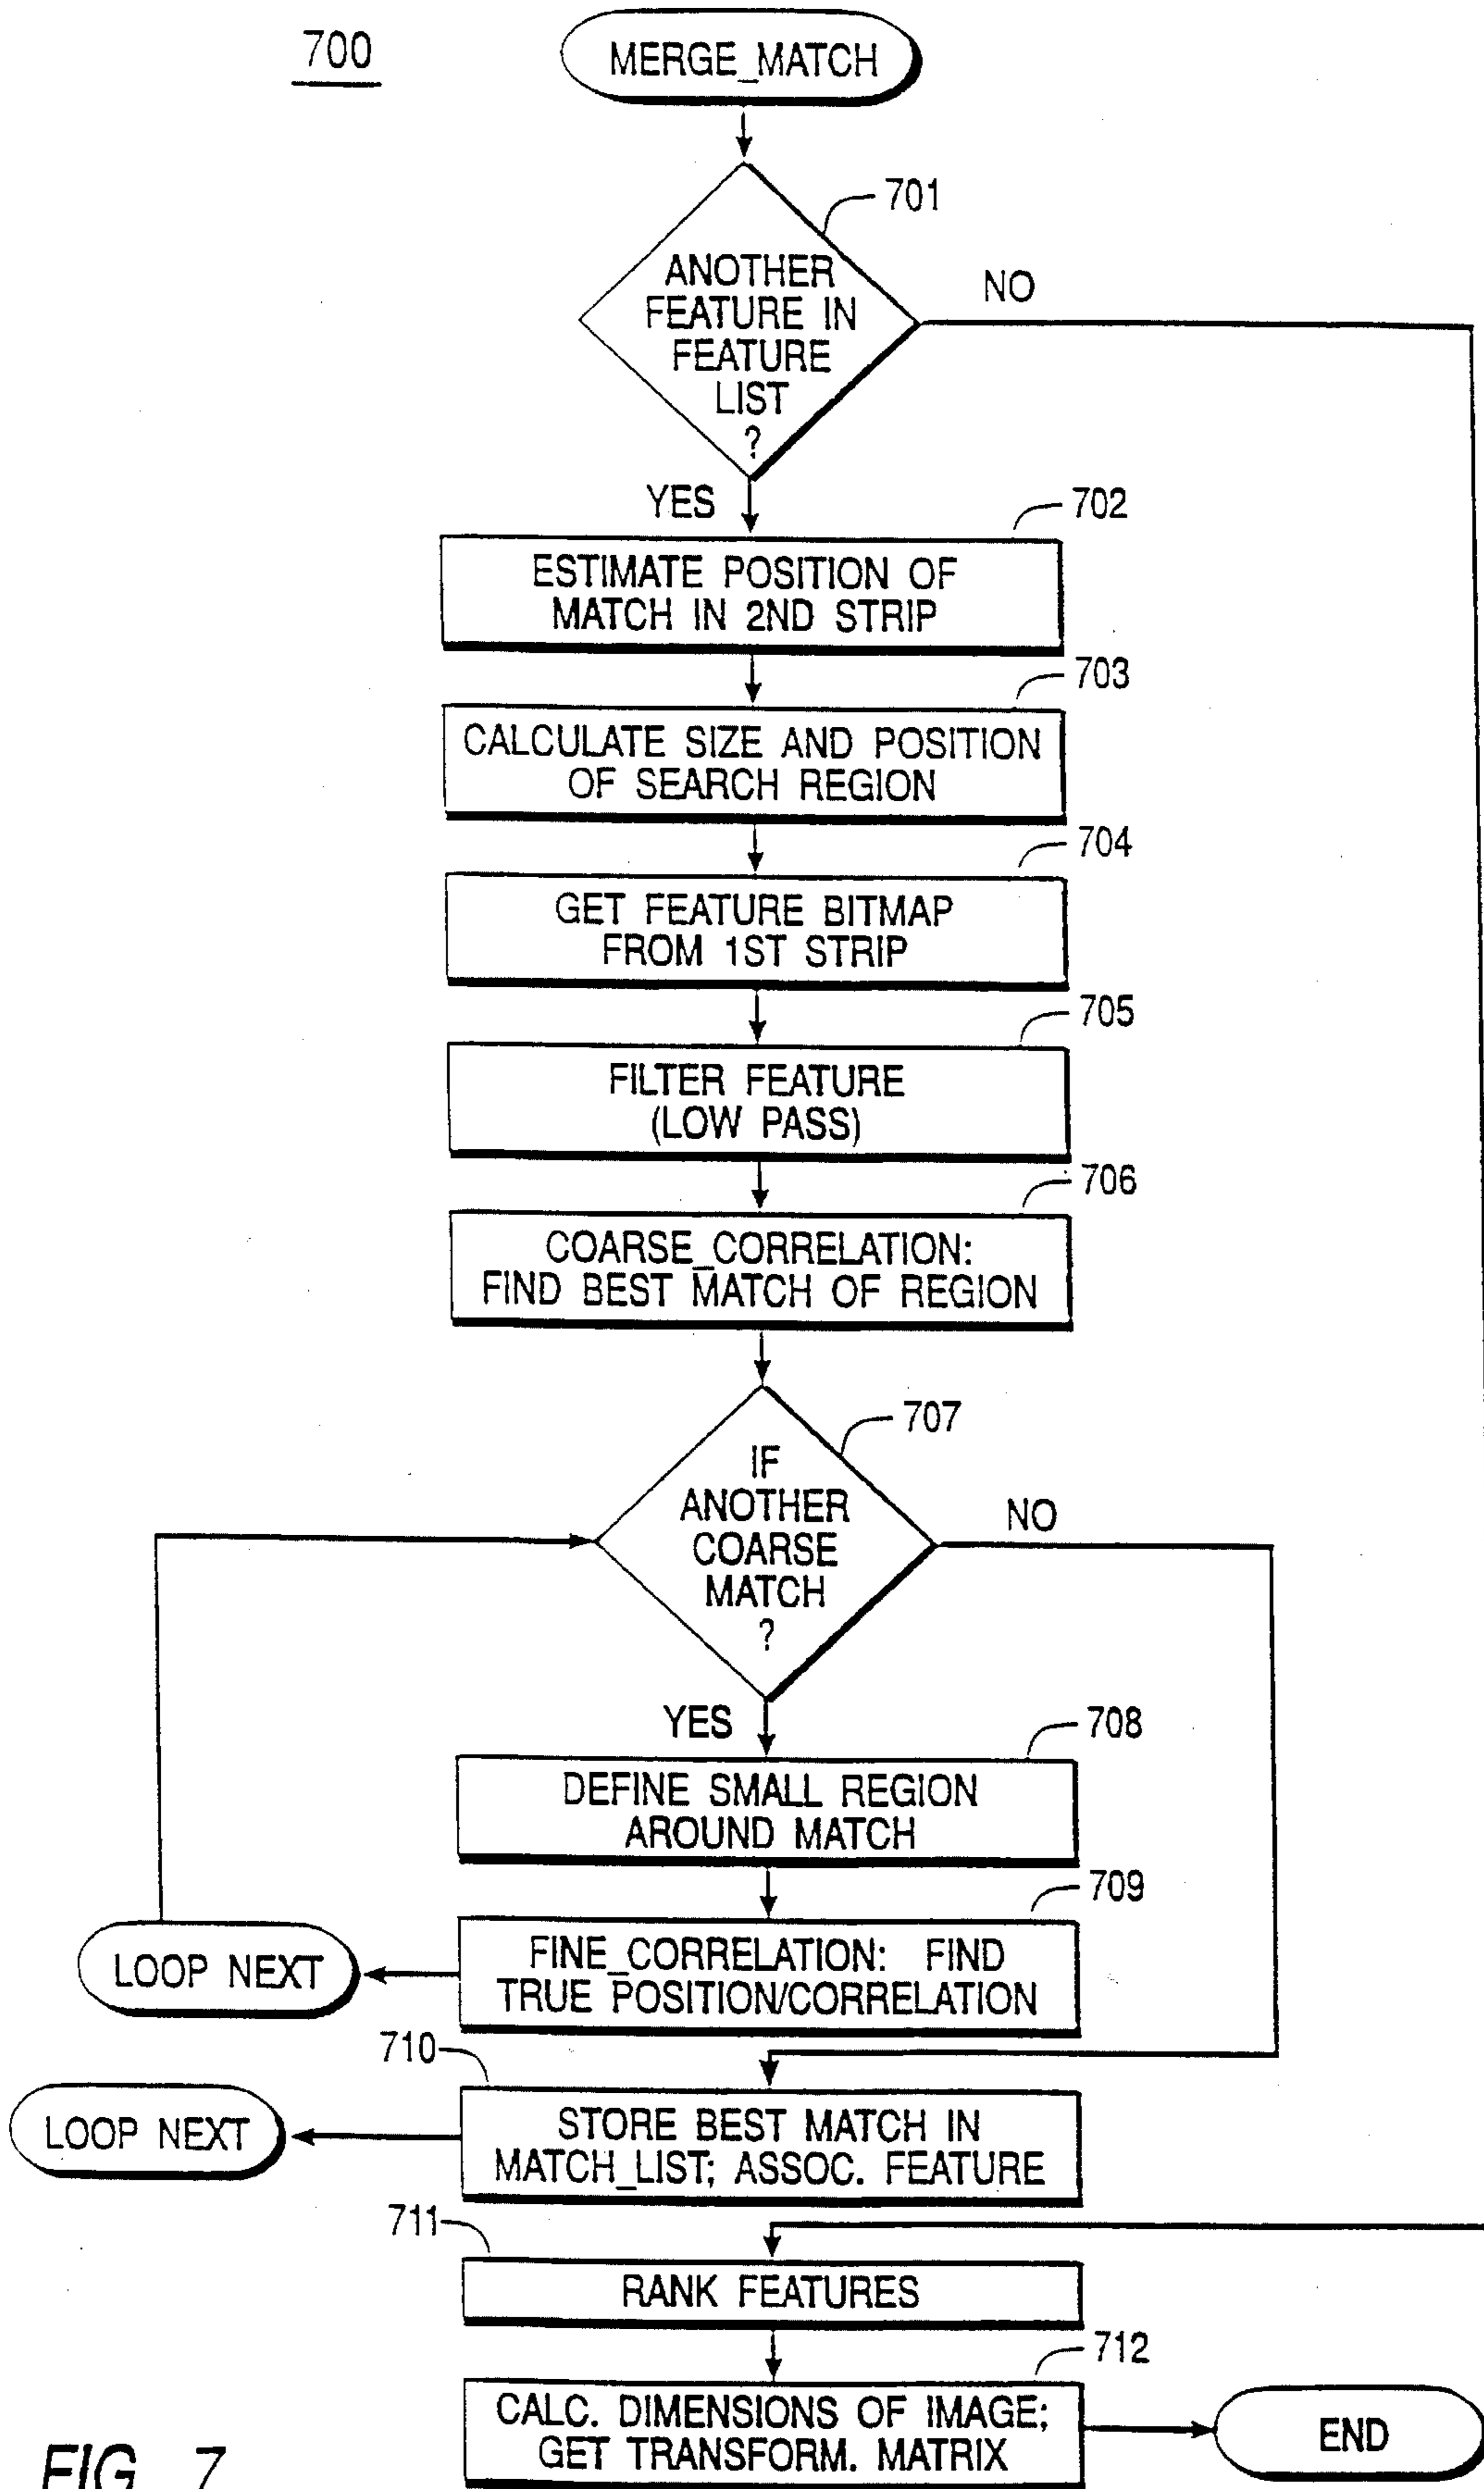 700
MERGE_MATCH
701
ANOTHER
FEATURE IN
FEATURE
LIST
?
NO
YES
702
ESTIMATE POSITION OF
MATCH IN 2ND STRIP
703
CALCULATE SIZE AND POSITION
OF SEARCH REGION
704
GET FEATURE BITMAP
FROM 1ST STRIP
705
FILTER FEATURE
(LOW PASS)
706
COARSE_CORRELATION:
FIND BEST MATCH OF REGION
707
IF
ANOTHER
COARSE
MATCH
?
NO
YES
708
DEFINE SMALL REGION
AROUND MATCH
709
FINE_CORRELATION: FIND
TRUE POSITION/CORRELATION
LOOP NEXT
710
STORE BEST MATCH IN
MATCH_LIST; ASSOC. FEATURE
LOOP NEXT
711
RANK FEATURES
712
CALC. DIMENSIONS OF IMAGE;
GET TRANSFORM. MATRIX
END
FIG. 7